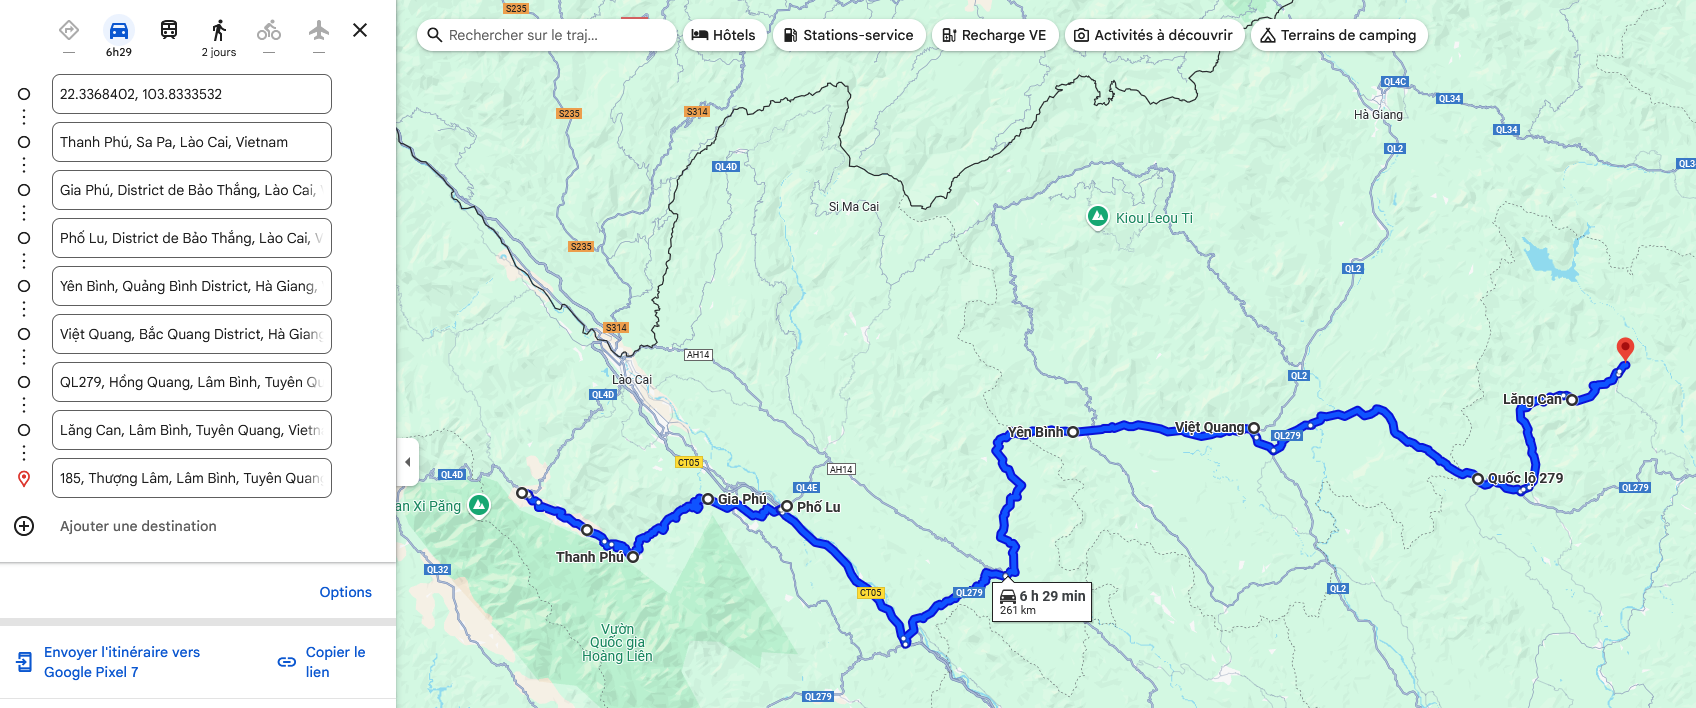 6h29
2 jours
22.3368402, 103.8333532
Thanh Phú, Sa Pa, Lào Cai, Vietnam
Gia Phú, District de Bảo Thắng, Lào Cai,
Phố Lu, District de Bảo Thắng, Lào Cai, V
Yên Bình, Quảng Bình District, Hà Giang,
Việt Quang, Bắc Quang District, Hà Giang
QL279, Hồng Quang, Lâm Bình, Tuyên Qu
Lăng Can, Lâm Bình, Tuyên Quang, Vietn
185, Thượng Lâm, Lâm Bình, Tuyên Quan
Ajouter une destination
Options
Envoyer l'itinéraire vers
Google Pixel 7
Copier le
lien
Rechercher sur le traj...
Hôtels
Stations-service
Recharge VE
Activités à découvrir
Terrains de camping
S235
QL4C
QL34
S235
S314
Hà Giang
QL34
QL2
QL4D
QL34
Si Ma Cai
Kiou Leou Ti
S235
QL2
S314
AH14
Lào Cai
QL4D
QL2
Lăng Can
Yên Bình
Việt Quang
QL279
CT05
AH14
QL4D
QL4E
Quốc lộ 279
QL279
an Xi Păng
Gia Phú
Phố Lu
Thanh Phú
QL32
CT05
QL279
6 h 29 min
261 km
QL2
Vườn
Quốc gia
Hoàng Liên
QL279